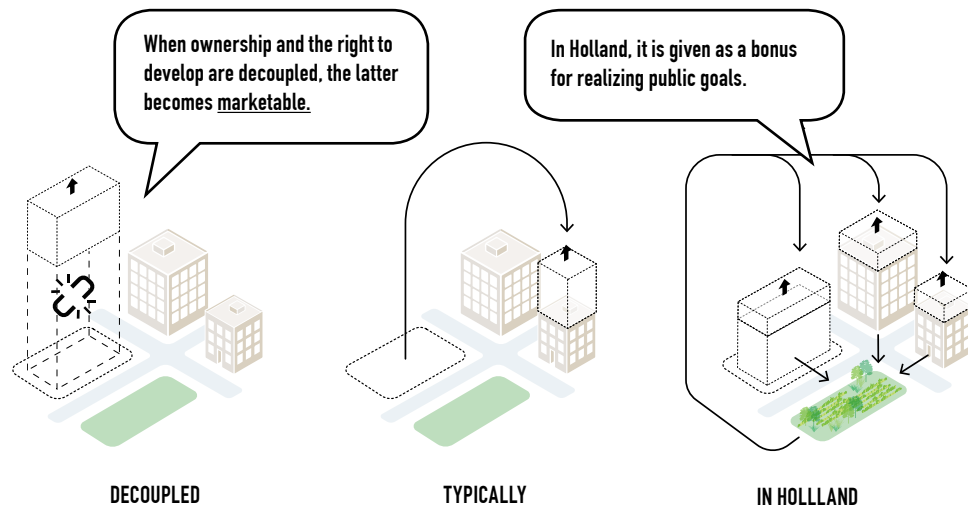 When ownership and the right to
develop are decoupled, the latter
becomes marketable.
In Holland, it is given as a bonus
for realizing public goals.
DECOUPLED
TYPICALLY
IN HOLLLAND